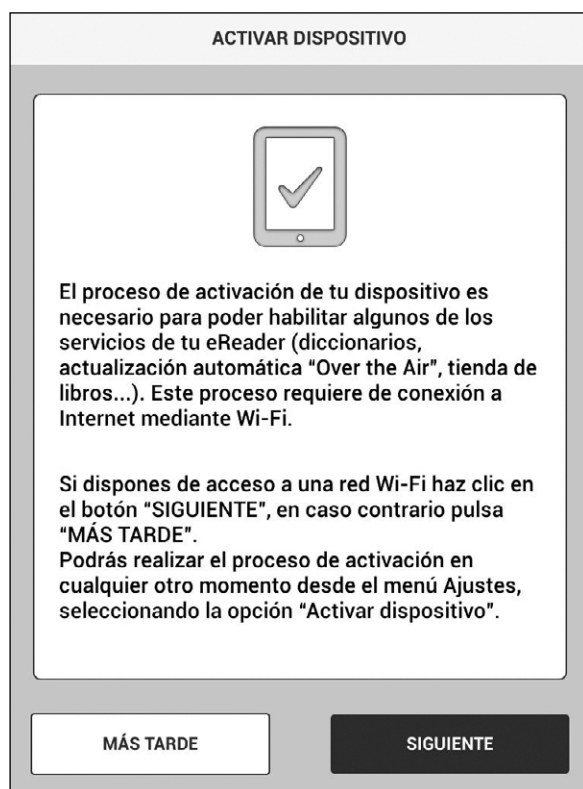 ACTIVAR DISPOSITIVO
El proceso de activación de tu dispositivo es
necesario para poder habilitar algunos de los
servicios de tu eReader (diccionarios,
actualización automática “Over the Air”, tienda de
libros...). Este proceso requiere de conexión a
Internet mediante Wi-Fi.
Si dispones de acceso a una red Wi-Fi haz clic en
el botón “SIGUIENTE”, en caso contrario pulsa
“MÁS TARDE”.
Podrás realizar el proceso de activación en
cualquier otro momento desde el menú Ajustes,
seleccionando la opción “Activar dispositivo”.
MÁS TARDE
SIGUIENTE